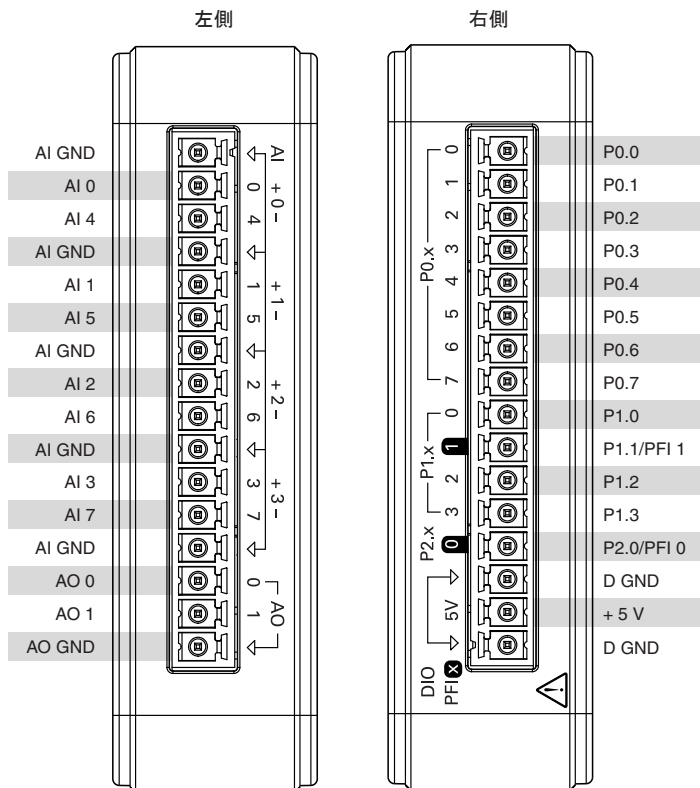 左側
右側
AI GND
AI 0
AI 4
AI GND
AI 1
AI 5
AI GND
AI 2
AI 6
AI GND
AI 3
AI 7
AI GND
AO 0
AO 1
AO GND
AI
0
4
1
5
2
6
3
7
+ 0 -
+ 1 -
+ 2 -
+ 3 -
0
1
AO
P0.x
0
1
2
3
4
5
6
7
P1.x
0
1
2
3
P2.x
0
5V
DIO
PFI X
P0.0
P0.1
P0.2
P0.3
P0.4
P0.5
P0.6
P0.7
P1.0
P1.1/PFI 1
P1.2
P1.3
P2.0/PFI 0
D GND
+ 5 V
D GND